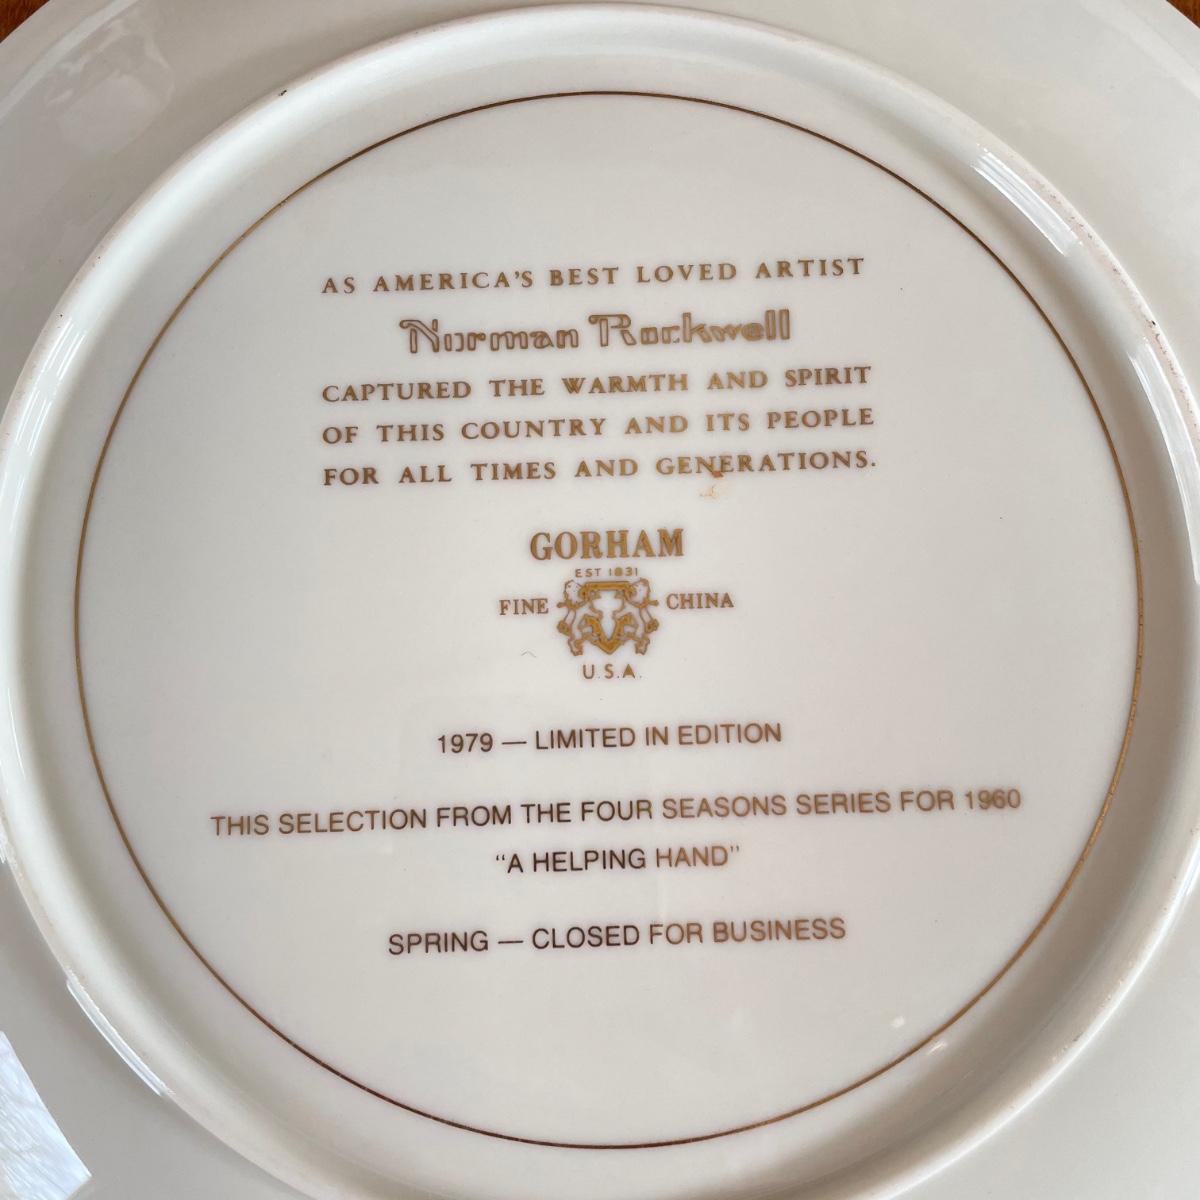 AS AMERICA'S BEST LOVED ARTIST
Norman Rockwell
CAPTURED THE WARMTH AND SPIRIT
OF THIS COUNTRY AND ITS PEOPLE
FOR ALL TIMES AND GENERATIONS.
GORHAM
EST 1831
FINE CHINA
U.S.A.
1979 — LIMITED IN EDITION
THIS SELECTION FROM THE FOUR SEASONS SERIES FOR 1960
“A HELPING HAND”
SPRING — CLOSED FOR BUSINESS